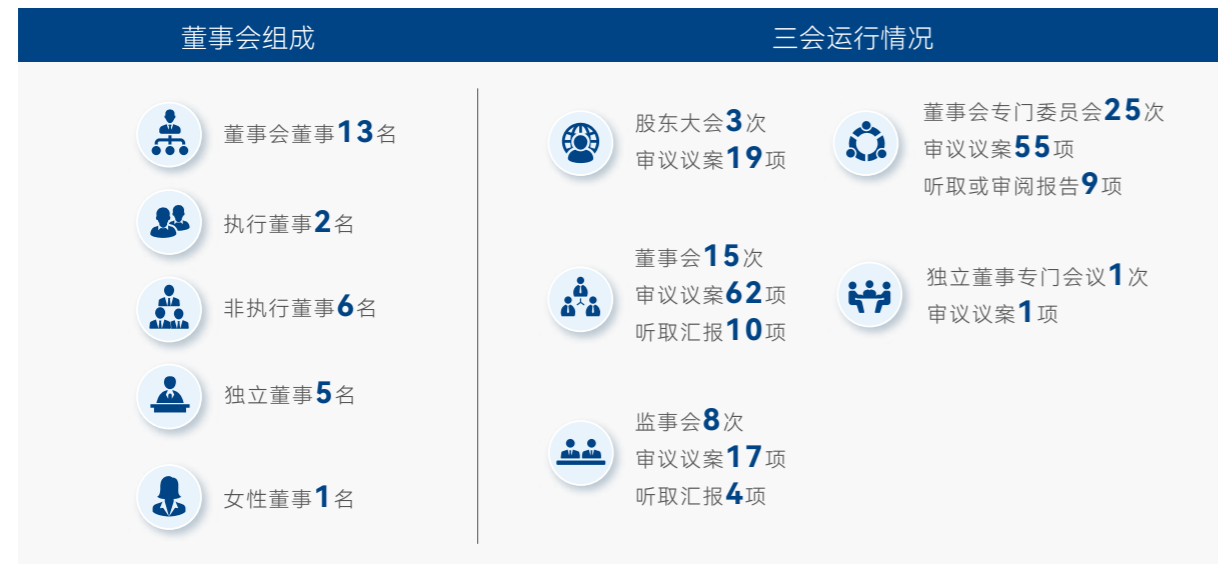 董事会组成
董事会董事13名
执行董事2名
非执行董事6名
独立董事5名
女性董事1名
三会运行情况
股东大会3次
审议议案19项
董事会专门委员会25次
审议议案55项
听取或审阅报告9项
董事会15次
审议议案62项
听取汇报10项
独立董事专门会议1次
审议议案1项
监事会8次
审议议案17项
听取汇报4项